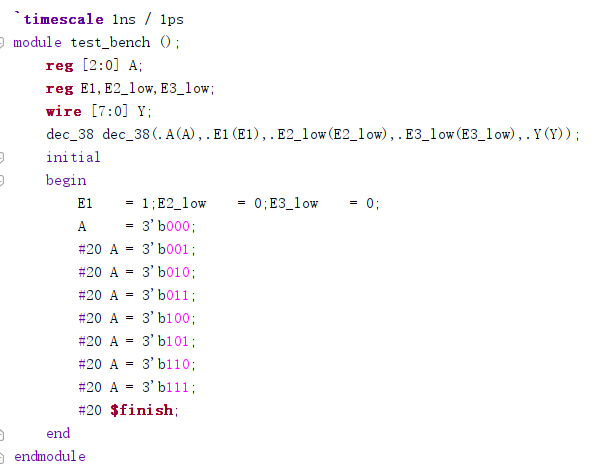 `timescale 1ns / 1ps
module test_bench ();
reg [2:0] A;
reg E1,E2_low,E3_low;
wire [7:0] Y;
dec_38 dec_38(.A(A),.E1(E1),.E2_low(E2_low),.E3_low(E3_low),.Y(Y));
initial
begin
E1 = 1;E2_low = 0;E3_low = 0;
A = 3'b000;
#20 A = 3'b001;
#20 A = 3'b010;
#20 A = 3'b011;
#20 A = 3'b100;
#20 A = 3'b101;
#20 A = 3'b110;
#20 A = 3'b111;
#20 $finish;
end
endmodule